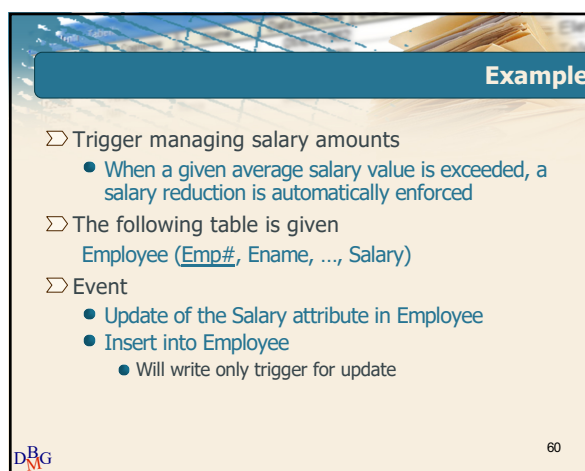 Example
Trigger managing salary amounts
When a given average salary value is exceeded, a
salary reduction is automatically enforced
The following table is given
Employee (Emp#, Ename, …, Salary)
Event
Update of the Salary attribute in Employee
Insert into Employee
Will write only trigger for update
DBMG
60